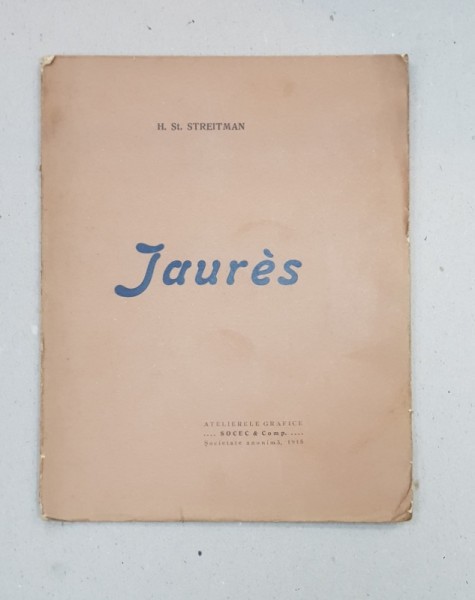 H. St. STREITMAN
Jaurès
ATELIERELE GRAFICE
.... SOCEC & Comp. ....
Societate anonimă,